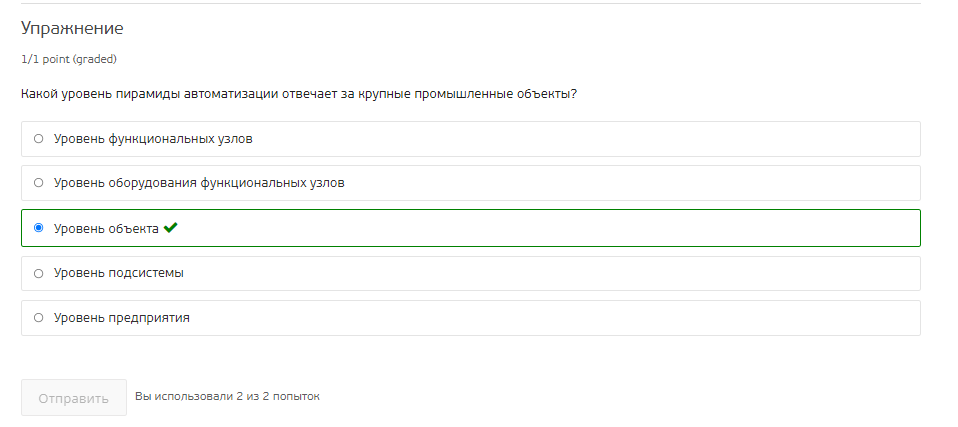 Упражнение
1/1 point (graded)
Какой уровень пирамиды автоматизации отвечает за крупные промышленные объекты?
Уровень функциональных узлов
Уровень оборудования функциональных узлов
Уровень объекта
Уровень подсистемы
Уровень предприятия
Отправить
Вы использовали 2 из 2 попыток